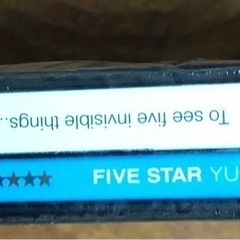 To see five invisible things..
★★★★ FIVE STAR YU